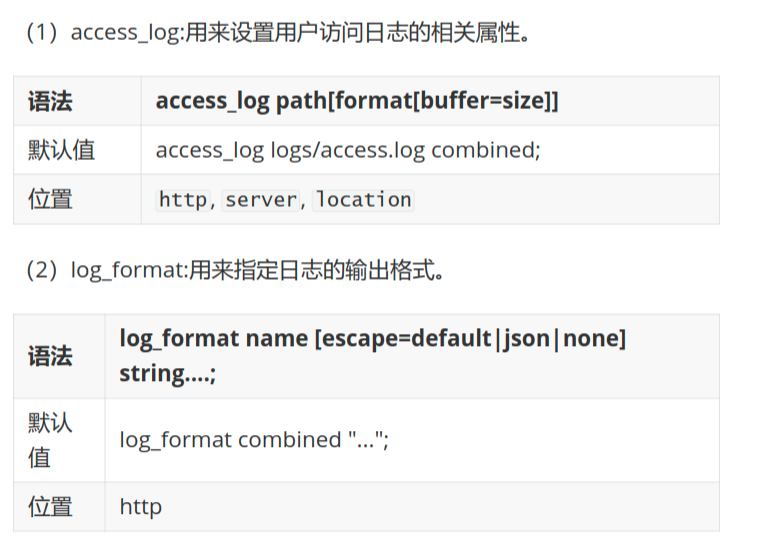 （1）access_log:用来设置用户访问日志的相关属性。
语法 access_log path[format[buffer=size]]
默认值 access_log logs/access.log combined;
位置 http, server, location
（2）log_format:用来指定日志的输出格式。
语法 log_format name [escape=default|json|none]
string....;
默认
值
log_format combined "...";
位置 http